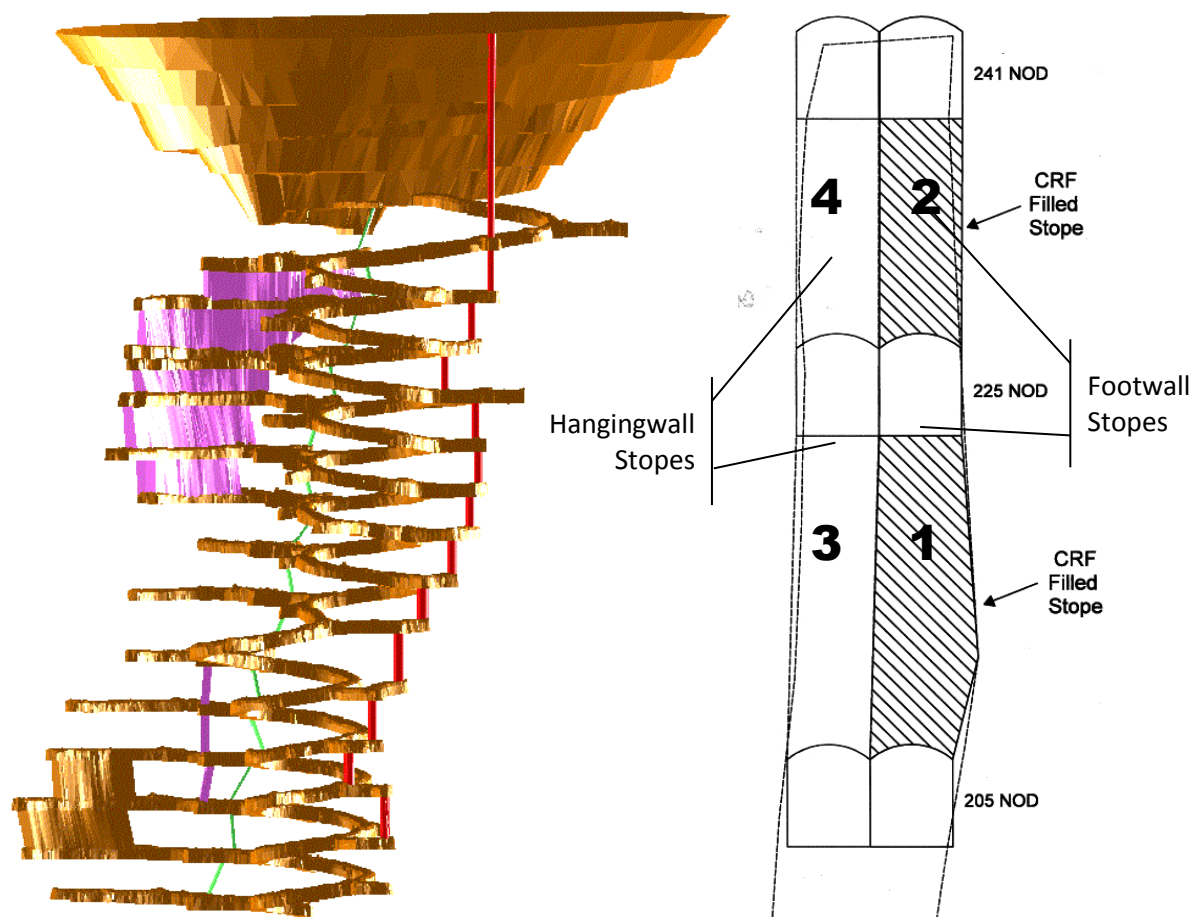 241 NOD
4
2
CRF
Filled
Stope
225 NOD
Hangingwall
Stopes
Footwall
Stopes
3
1
CRF
Filled
Stope
205 NOD